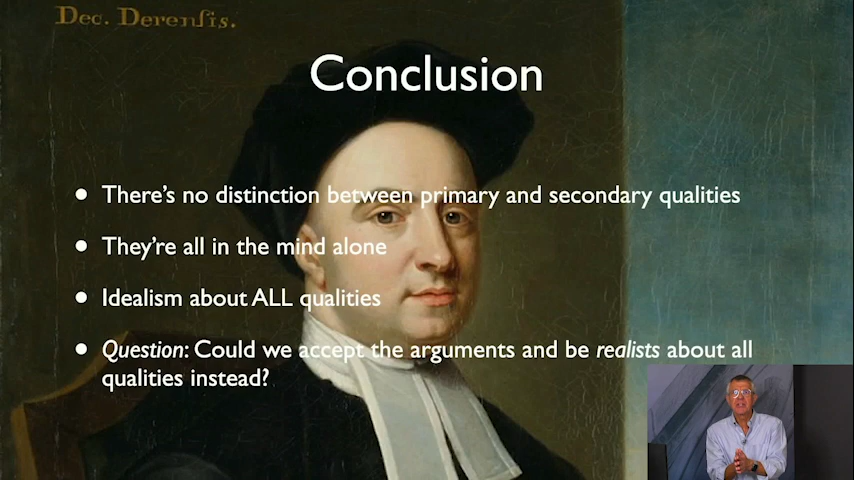 Dec. Derenſis.
Conclusion
• There's no distinction between primary and secondary qualities
• They're all in the mind alone
• Idealism about ALL qualities
• Question: Could we accept the arguments and be realists about all
qualities instead?